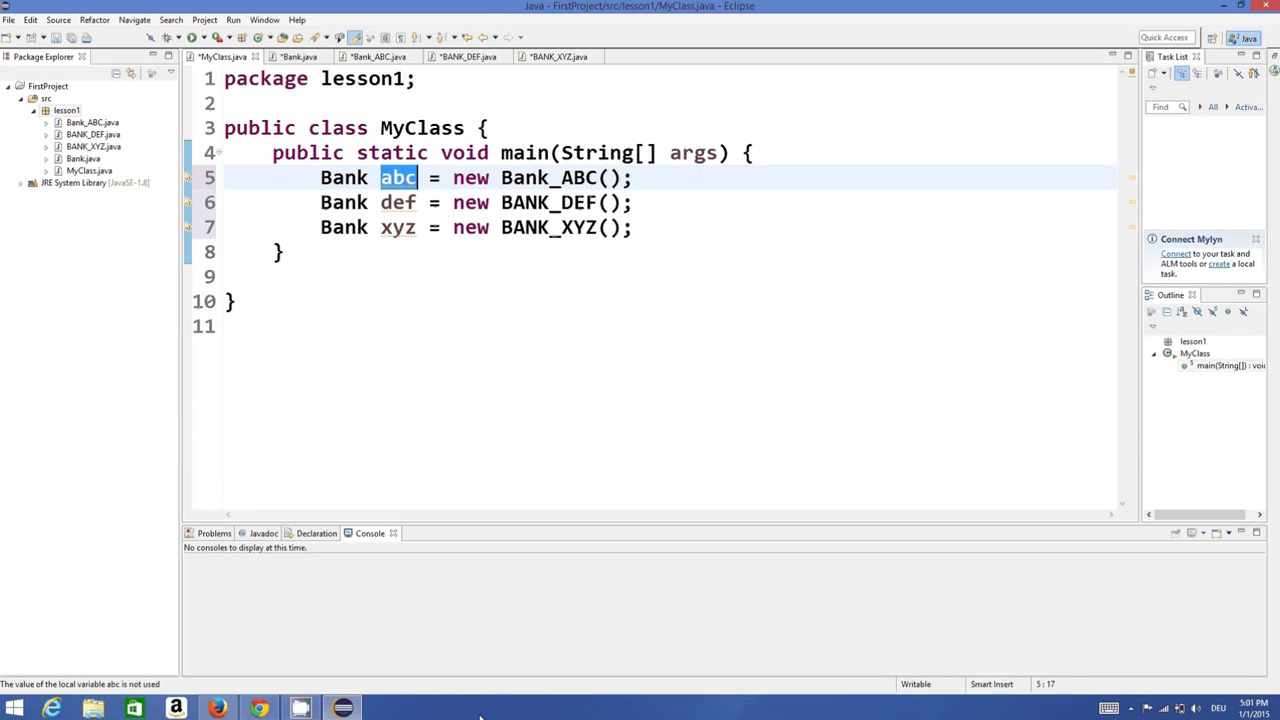 Java - FirstProject/src/lesson1/MyClass.java - Eclipse
File Edit Source Refactor Navigate Search Project Run Window Help
Quick Access
Java
Package Explorer
FirstProject
src
lesson1
Bank_ABC.java
BANK_DEF.java
BANK_XYZ.java
Bank.java
MyClass.java
JRE System Library [JavaSE-1.8]
*MyClass.java *Bank.java *Bank_ABC.java *BANK_DEF.java *BANK_XYZ.java
1 package lesson1;
2
3 public class MyClass {
4 public static void main(String[] args) {
5 Bank abc = new Bank_ABC();
6 Bank def = new BANK_DEF();
7 Bank xyz = new BANK_XYZ();
8 }
9
10 }
11
Task List
Find All Activa...
Connect Mylyn
Connect to your task and
ALM tools or create a local
task.
Outline
lesson1
MyClass
main(String[]) : voi
Problems Javadoc Declaration Console
No consoles to display at this time.
The value of the local variable abc is not used
Writable Smart Insert 5 : 17
DEU
5:01 PM
1/1/2015